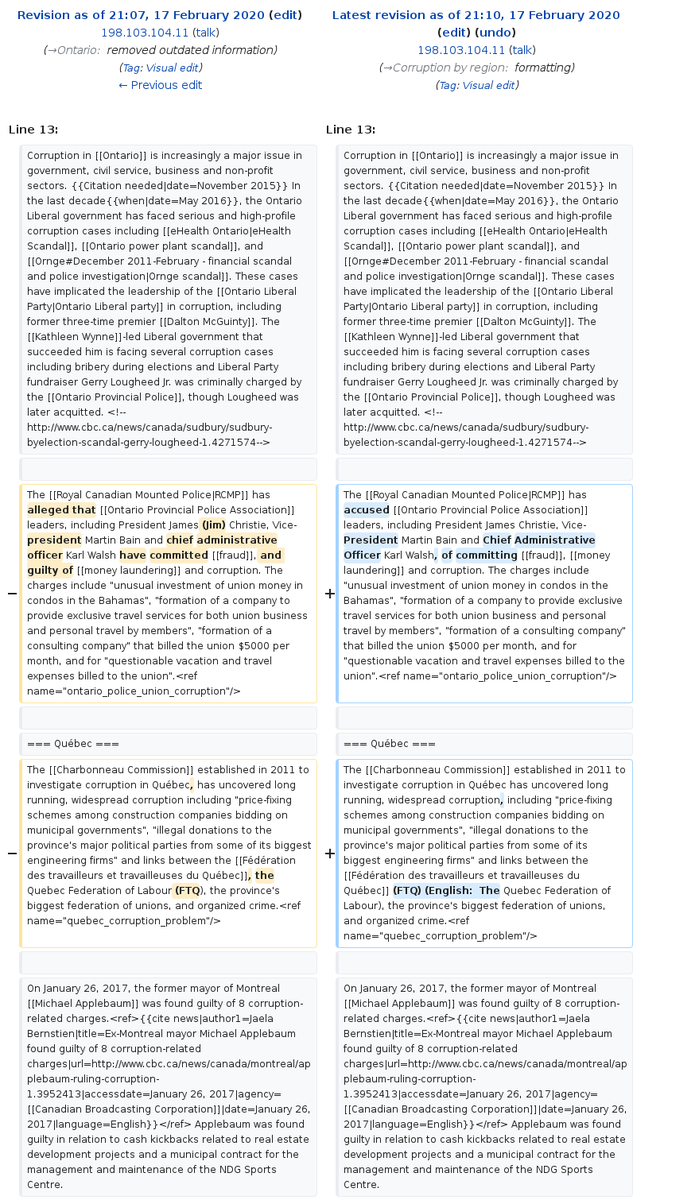 Revision as of 21:07, 17 February 2020 (edit)
198.103.104.11 (talk)
(→Ontario: removed outdated information)
(Tag: Visual edit)
← Previous edit
Latest revision as of 21:10, 17 February 2020
(edit) (undo)
198.103.104.11 (talk)
(→Corruption by region: formatting)
(Tag: Visual edit)
Line 13:
Corruption in [[Ontario]] is increasingly a major issue in
government, civil service, business and non-profit
sectors. {{Citation needed|date=November 2015}} In
the last decade{{when|date=May 2016}}, the Ontario
Liberal government has faced serious and high-profile
corruption cases including [[eHealth Ontario|eHealth
Scandal]], [[Ontario power plant scandal]], and
[[Ornge#December 2011-February - financial scandal
and police investigation|Ornge scandal]]. These cases
have implicated the leadership of the [[Ontario Liberal
Party|Ontario Liberal party]] in corruption, including
former three-time premier [[Dalton McGuinty]]. The
[[Kathleen Wynne]]-led Liberal government that
succeeded him is facing several corruption cases
including bribery during elections and Liberal Party
fundraiser Gerry Lougheed Jr. was criminally charged by
the [[Ontario Provincial Police]], though Lougheed was
later acquitted. <!--
http://www.cbc.ca/news/canada/sudbury/sudbury-
byelection-scandal-gerry-lougheed-1.4271574-->
The [[Royal Canadian Mounted Police|RCMP]] has
alleged that [[Ontario Provincial Police Association]]
leaders, including President James (Jim) Christie, Vice-
president Martin Bain and chief administrative
officer Karl Walsh have committed [[fraud]], and
guilty of [[money laundering]] and corruption. The
− charges include "unusual investment of union money in
condos in the Bahamas", "formation of a company to
provide exclusive travel services for both union business
and personal travel by members", "formation of a
consulting company" that billed the union $5000 per
month, and for "questionable vacation and travel
expenses billed to the union".<ref
name="ontario_police_union_corruption"/>
=== Québec ===
The [[Charbonneau Commission]] established in 2011 to
investigate corruption in Québec, has uncovered long
running, widespread corruption including "price-fixing
schemes among construction companies bidding on
municipal governments", "illegal donations to the
− province's major political parties from some of its biggest
engineering firms" and links between the [[Fédération
des travailleurs et travailleuses du Québec]], the
Quebec Federation of Labour (FTQ), the province's
biggest federation of unions, and organized crime.<ref
name="quebec_corruption_problem"/>
On January 26, 2017, the former mayor of Montreal
[[Michael Applebaum]] was found guilty of 8 corruption-
related charges.<ref>{{cite news|author1=Jaela
Bernstien|title=Ex-Montreal mayor Michael Applebaum
found guilty of 8 corruption-related
charges|url=http://www.cbc.ca/news/canada/montreal/ap
plebaum-ruling-corruption-
1.3952413|accessdate=January 26, 2017|agency=
[[Canadian Broadcasting Corporation]]|date=January 26,
2017|language=English}}</ref> Applebaum was found
guilty in relation to cash kickbacks related to real estate
development projects and a municipal contract for the
management and maintenance of the NDG Sports
Centre.
Line 13:
Corruption in [[Ontario]] is increasingly a major issue in
government, civil service, business and non-profit
sectors. {{Citation needed|date=November 2015}} In
the last decade{{when|date=May 2016}}, the Ontario
Liberal government has faced serious and high-profile
corruption cases including [[eHealth Ontario|eHealth
Scandal]], [[Ontario power plant scandal]], and
[[Ornge#December 2011-February - financial scandal
and police investigation|Ornge scandal]]. These cases
have implicated the leadership of the [[Ontario Liberal
Party|Ontario Liberal party]] in corruption, including
former three-time premier [[Dalton McGuinty]]. The
[[Kathleen Wynne]]-led Liberal government that
succeeded him is facing several corruption cases
including bribery during elections and Liberal Party
fundraiser Gerry Lougheed Jr. was criminally charged by
the [[Ontario Provincial Police]], though Lougheed was
later acquitted. <!--
http://www.cbc.ca/news/canada/sudbury/sudbury-
byelection-scandal-gerry-lougheed-1.4271574-->
The [[Royal Canadian Mounted Police|RCMP]] has
accused [[Ontario Provincial Police Association]]
leaders, including President James Christie, Vice-
President Martin Bain and Chief Administrative
Officer Karl Walsh, of committing [[fraud]], [[money
laundering]] and corruption. The charges include
+ "unusual investment of union money in condos in the
Bahamas", "formation of a company to provide exclusive
travel services for both union business and personal
travel by members", "formation of a consulting company"
that billed the union $5000 per month, and for
"questionable vacation and travel expenses billed to the
union".<ref name="ontario_police_union_corruption"/>
=== Québec ===
The [[Charbonneau Commission]] established in 2011 to
investigate corruption in Québec has uncovered long
running, widespread corruption, including "price-fixing
schemes among construction companies bidding on
municipal governments", "illegal donations to the
+ province's major political parties from some of its
biggest engineering firms" and links between the
[[Fédération des travailleurs et travailleuses du
Québec]] (FTQ) (English: The Quebec Federation of
Labour), the province's biggest federation of unions,
and organized crime.<ref
name="quebec_corruption_problem"/>
On January 26, 2017, the former mayor of Montreal
[[Michael Applebaum]] was found guilty of 8 corruption-
related charges.<ref>{{cite news|author1=Jaela
Bernstien|title=Ex-Montreal mayor Michael Applebaum
found guilty of 8 corruption-related
charges|url=http://www.cbc.ca/news/canada/montreal/ap
plebaum-ruling-corruption-
1.3952413|accessdate=January 26, 2017|agency=
[[Canadian Broadcasting Corporation]]|date=January 26,
2017|language=English}}</ref> Applebaum was found
guilty in relation to cash kickbacks related to real estate
development projects and a municipal contract for the
management and maintenance of the NDG Sports
Centre.